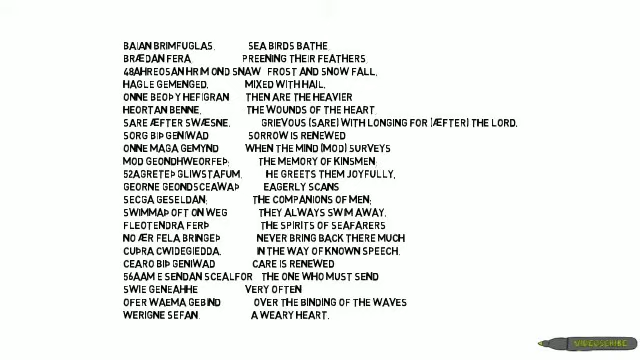 BAIAN BRIMFUGLAS, SEA BIRDS BATHE,
BRÆDAN FEÞRA, PREENING THEIR FEATHERS,
48AHREOSAN HRIM OND SNAW FROST AND SNOW FALL,
HAGLE GEMENGED. MIXED WITH HAIL.
ÞONNE BEOÞ Y HEFIGRAN THEN ARE THE HEAVIER
HEORTAN BENNE, THE WOUNDS OF THE HEART,
SARE ÆFTER SWÆSNE. GRIEVOUS (SARE) WITH LONGING FOR (ÆFTER) THE LORD.
SORG BIÞ GENIWAD SORROW IS RENEWED
ÞONNE MAGA GEMYND WHEN THE MIND (MOD) SURVEYS
MOD GEONDHWEORFEÞ; THE MEMORY OF KINSMEN;
52AGRETEÞ GLIWSTAFUM, HE GREETS THEM JOYFULLY,
GEORNE GEONDSCEAWAÞ EAGERLY SCANS
SECGA GESELDAN; THE COMPANIONS OF MEN;
SWIMMAÞ OFT ON WEG THEY ALWAYS SWIM AWAY.
FLEOTENDRA FERÞ THE SPIRITS OF SEAFARERS
NO ÞÆR FELA BRINGEÞ NEVER BRING BACK THERE MUCH
CUÞRA CWIDEGIEDDA. IN THE WAY OF KNOWN SPEECH.
CEARO BIÞ GENIWAD CARE IS RENEWED
56AÞAM ÞE SENDAN SCEAL FOR THE ONE WHO MUST SEND
SWIÞE GENEAHHE VERY OFTEN
OFER WAÞEMA GEBIND OVER THE BINDING OF THE WAVES
WERIGNE SEFAN. A WEARY HEART.
VIDEOSCRIBE